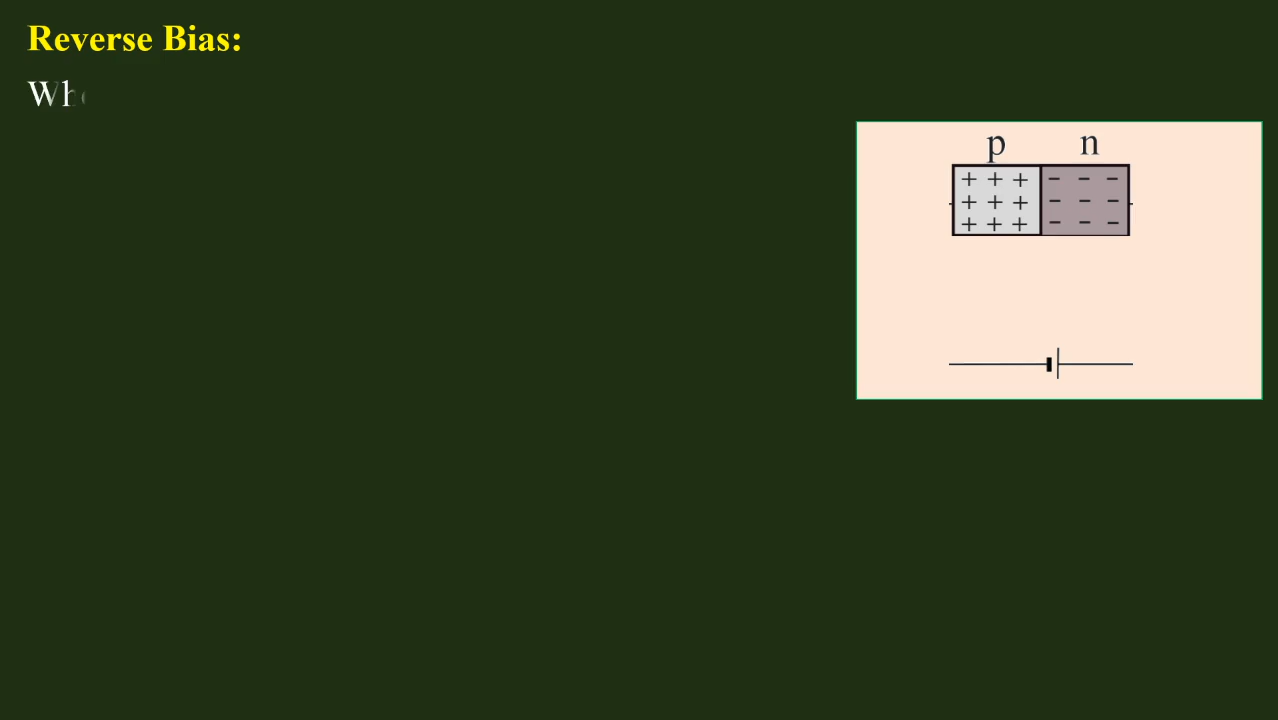 Reverse Bias:
p n
+ + + − − −
+ + + − − −
+ + + − − −